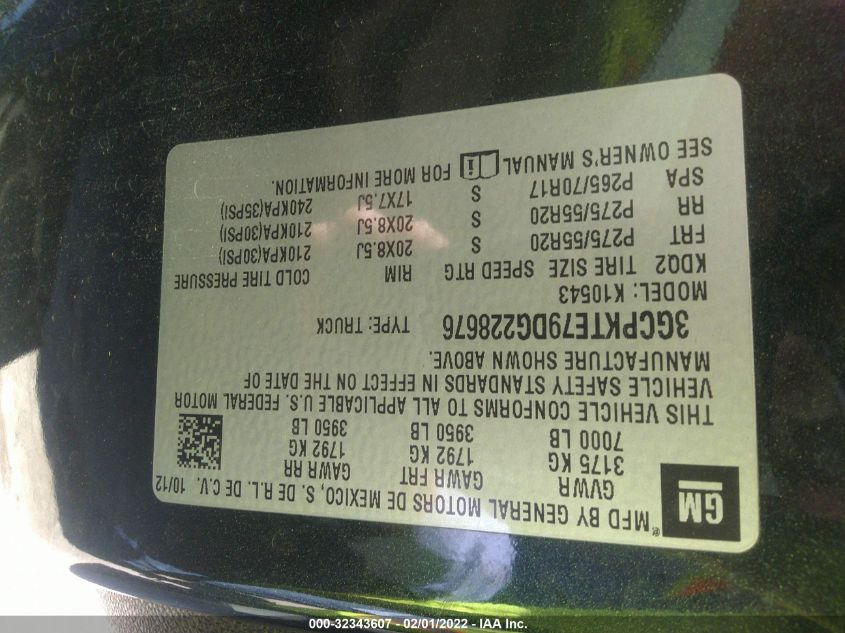 GM
MFD BY GENERAL MOTORS DE MEXICO, S. DE R.L. DE C.V. 10/12
GVWR GAWR FRT GAWR RR
3175 KG 1792 KG 1792 KG
7000 LB 3950 LB 3950 LB
THIS VEHICLE CONFORMS TO ALL APPLICABLE U.S. FEDERAL MOTOR
VEHICLE SAFETY STANDARDS IN EFFECT ON THE DATE OF
MANUFACTURE SHOWN ABOVE.
3GCPKTE79DG228676 TYPE: TRUCK
MODEL: K10543
KDQ2 TIRE SIZE SPEED RTG RIM COLD TIRE PRESSURE
FRT P275/55R20 S 20X8.5J 210KPA(30PSI)
RR P275/55R20 S 20X8.5J 210KPA(30PSI)
SPA P265/70R17 S 17X7.5J 240KPA(35PSI)
SEE OWNER'S MANUAL FOR MORE INFORMATION.
000-32343607 - 02/01/2022 - IAA Inc.